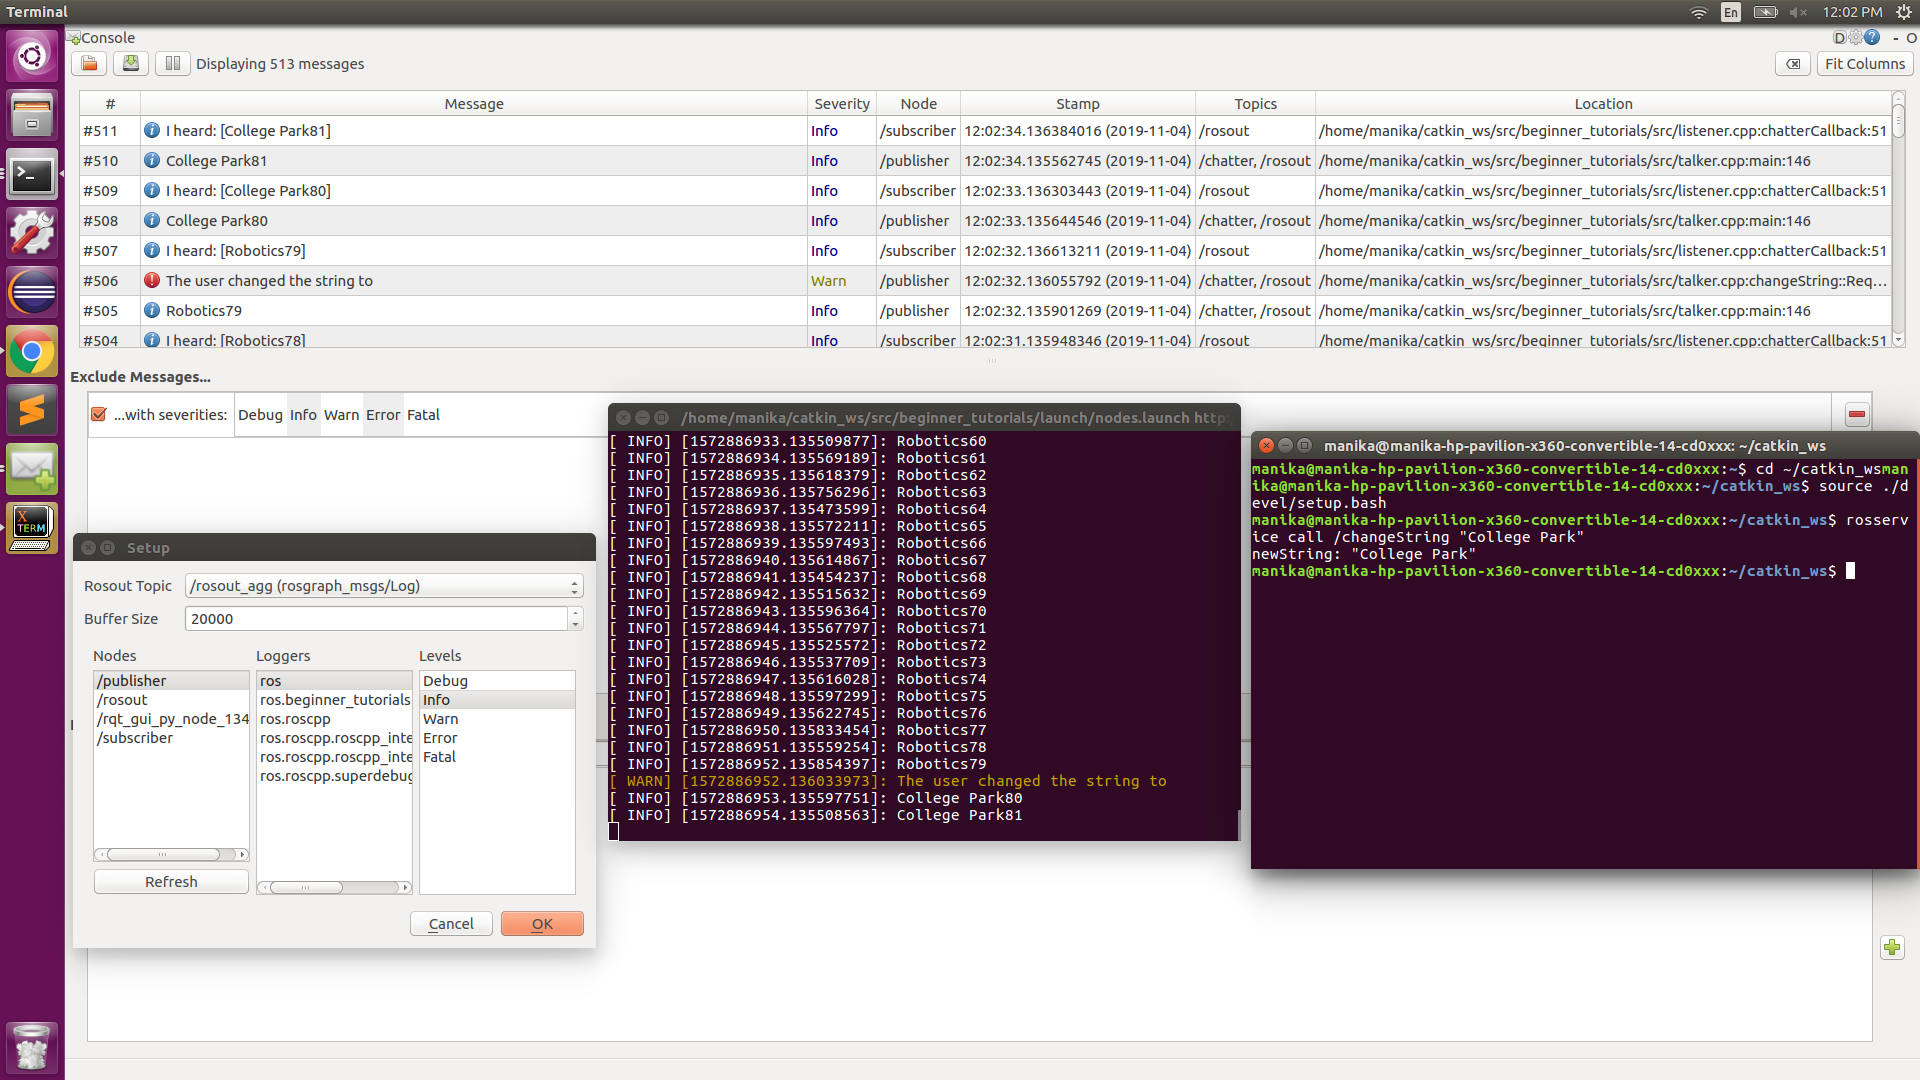 Terminal
En
12:02 PM
Console
D
- O
Displaying 513 messages
Fit Columns
# Message Severity Node Stamp Topics Location
#511 I heard: [College Park81] Info /subscriber 12:02:34.136384016 (2019-11-04) /rosout /home/manika/catkin_ws/src/beginner_tutorials/src/listener.cpp:chatterCallback:51
#510 College Park81 Info /publisher 12:02:34.135562745 (2019-11-04) /chatter, /rosout /home/manika/catkin_ws/src/beginner_tutorials/src/talker.cpp:main:146
#509 I heard: [College Park80] Info /subscriber 12:02:33.136303443 (2019-11-04) /rosout /home/manika/catkin_ws/src/beginner_tutorials/src/listener.cpp:chatterCallback:51
#508 College Park80 Info /publisher 12:02:33.135644546 (2019-11-04) /chatter, /rosout /home/manika/catkin_ws/src/beginner_tutorials/src/talker.cpp:main:146
#507 I heard: [Robotics79] Info /subscriber 12:02:32.136613211 (2019-11-04) /rosout /home/manika/catkin_ws/src/beginner_tutorials/src/listener.cpp:chatterCallback:51
#506 The user changed the string to Warn /publisher 12:02:32.136055792 (2019-11-04) /chatter, /rosout /home/manika/catkin_ws/src/beginner_tutorials/src/talker.cpp:changeString::Req...
#505 Robotics79 Info /publisher 12:02:32.135901269 (2019-11-04) /chatter, /rosout /home/manika/catkin_ws/src/beginner_tutorials/src/talker.cpp:main:146
#504 I heard: [Robotics78] Info /subscriber 12:02:31.135948346 (2019-11-04) /rosout /home/manika/catkin_ws/src/beginner_tutorials/src/listener.cpp:chatterCallback:51
Exclude Messages...
...with severities: Debug Info Warn Error Fatal
Setup
Rosout Topic /rosout_agg (rosgraph_msgs/Log)
Buffer Size 20000
Nodes
/publisher
/rosout
/rqt_gui_py_node_134
/subscriber
Refresh
Loggers
ros
ros.beginner_tutorials
ros.roscpp
ros.roscpp.roscpp_inte
ros.roscpp.roscpp_inte
ros.roscpp.superdebug
Levels
Debug
Info
Warn
Error
Fatal
Cancel OK
/home/manika/catkin_ws/src/beginner_tutorials/launch/nodes.launch http:
[ INFO] [1572886933.135509877]: Robotics60
[ INFO] [1572886934.135569189]: Robotics61
[ INFO] [1572886935.135618379]: Robotics62
[ INFO] [1572886936.135756296]: Robotics63
[ INFO] [1572886937.135473599]: Robotics64
[ INFO] [1572886938.135572211]: Robotics65
[ INFO] [1572886939.135597493]: Robotics66
[ INFO] [1572886940.135614867]: Robotics67
[ INFO] [1572886941.135454237]: Robotics68
[ INFO] [1572886942.135515632]: Robotics69
[ INFO] [1572886943.135596364]: Robotics70
[ INFO] [1572886944.135567797]: Robotics71
[ INFO] [1572886945.135525572]: Robotics72
[ INFO] [1572886946.135537709]: Robotics73
[ INFO] [1572886947.135616028]: Robotics74
[ INFO] [1572886948.135597299]: Robotics75
[ INFO] [1572886949.135622745]: Robotics76
[ INFO] [1572886950.135833454]: Robotics77
[ INFO] [1572886951.135559254]: Robotics78
[ INFO] [1572886952.135854397]: Robotics79
[ WARN] [1572886952.136033973]: The user changed the string to
[ INFO] [1572886953.135597751]: College Park80
[ INFO] [1572886954.135508563]: College Park81
manika@manika-hp-pavilion-x360-convertible-14-cd0xxx: ~/catkin_ws
manika@manika-hp-pavilion-x360-convertible-14-cd0xxx:~$ cd ~/catkin_wsman
ika@manika-hp-pavilion-x360-convertible-14-cd0xxx:~/catkin_ws$ source ./d
evel/setup.bash
manika@manika-hp-pavilion-x360-convertible-14-cd0xxx:~/catkin_ws$ rosserv
ice call /changeString "College Park"
newString: "College Park"
manika@manika-hp-pavilion-x360-convertible-14-cd0xxx:~/catkin_ws$
X
TERM